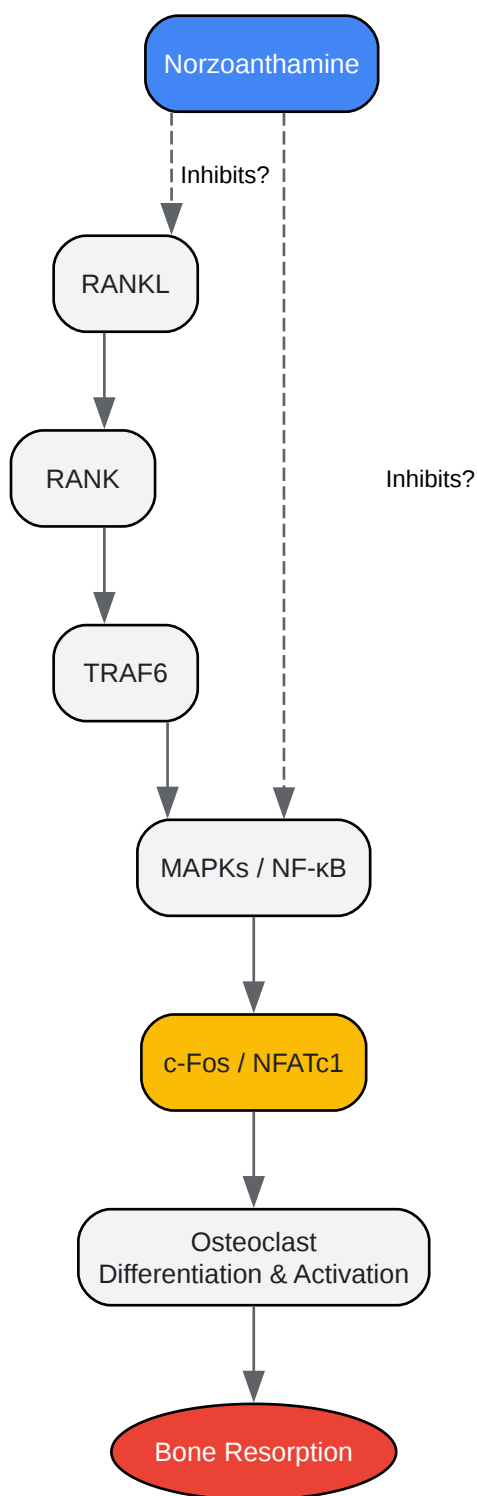 Norzoanthamine
Inhibits?
RANKL
RANK
Inhibits?
TRAF6
MAPKs / NF-κB
c-Fos / NFATc1
Osteoclast
Differentiation & Activation
Bone Resorption